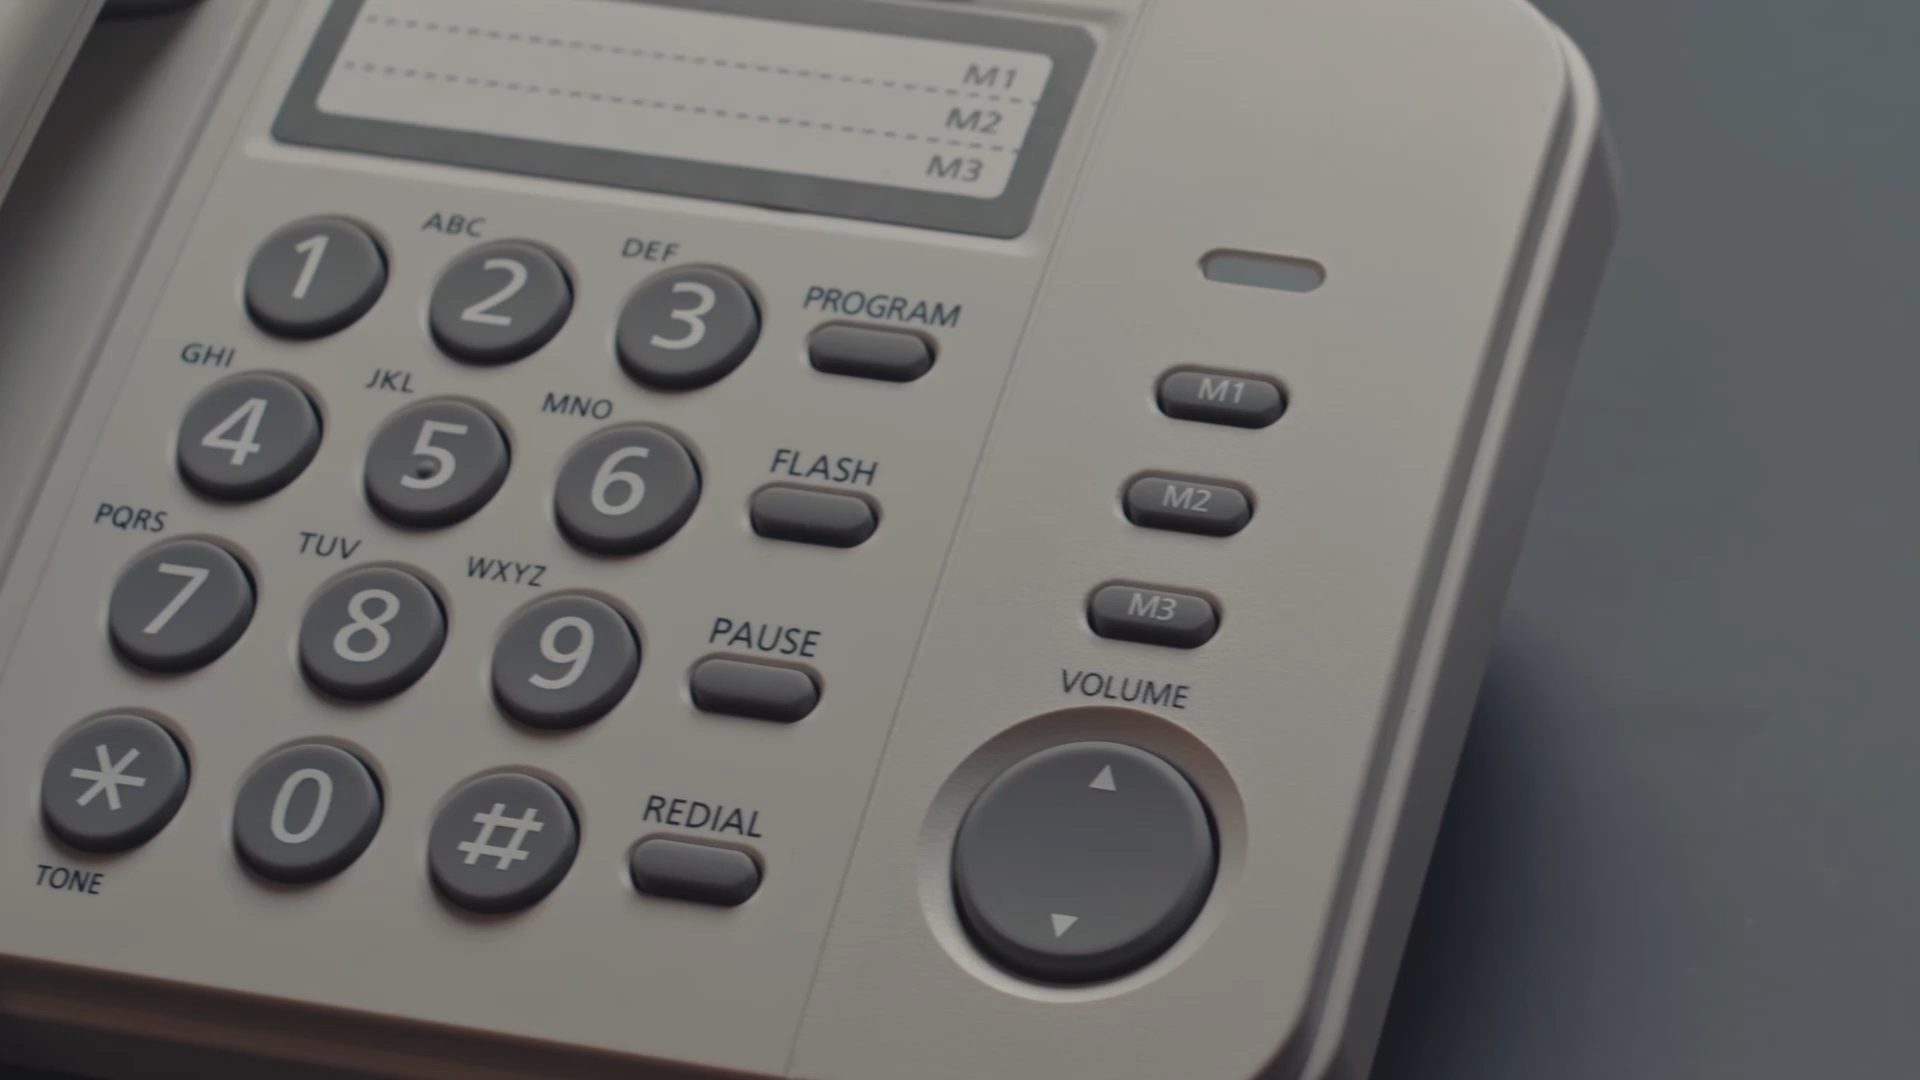 M1
M2
M3
1 ABC 2 DEF 3 PROGRAM
GHI 4 JKL 5 MNO 6 FLASH
PQRS 7 TUV 8 WXYZ 9 PAUSE
* 0 # REDIAL
TONE
M1
M2
M3
VOLUME